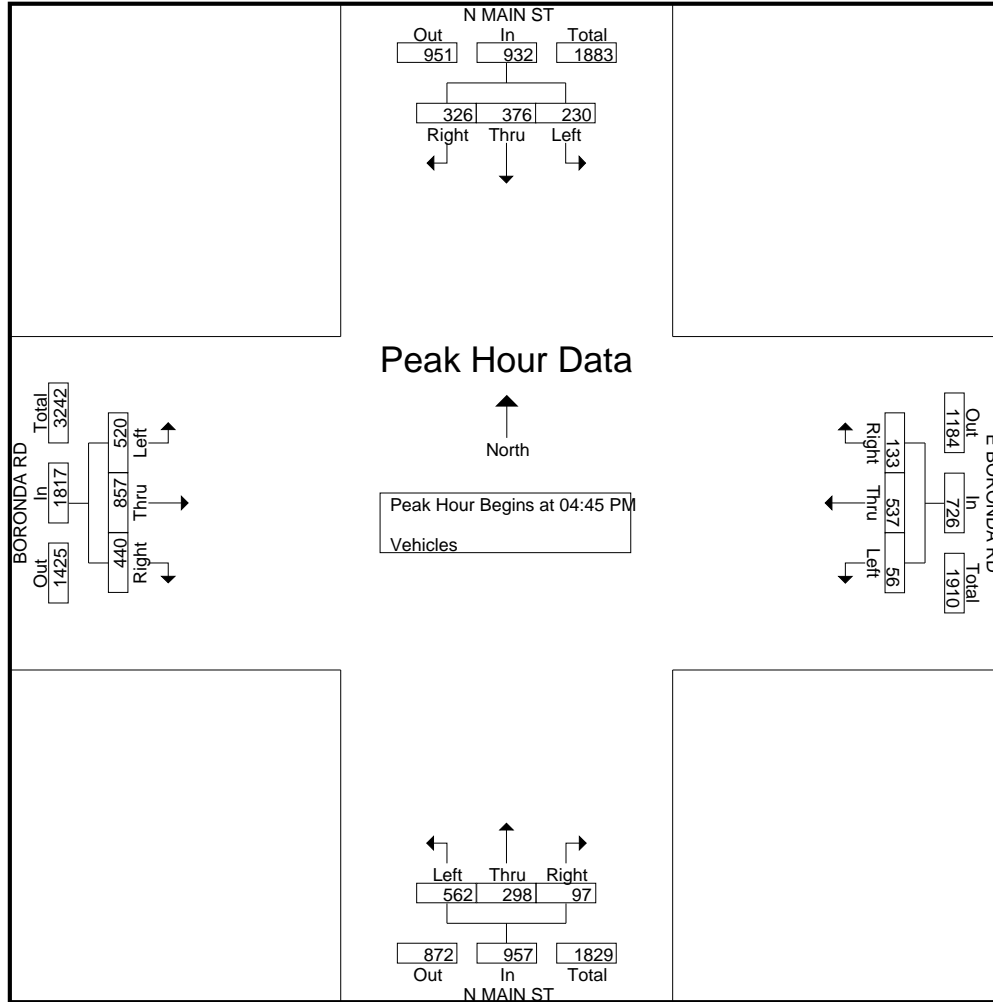 N MAIN ST
Out In Total
951 932 1883
326 376 230
Right Thru Left
Peak Hour Data
North
Peak Hour Begins at 04:45 PM
Vehicles
BORONDA RD
Total In Out
3242 1817 1425
520 857 440
Left Thru Right
E BORONDA RD
Out In Total
1184 726 1910
133 537 56
Right Thru Left
Left Thru Right
562 298 97
872 957 1829
Out In Total
N MAIN ST